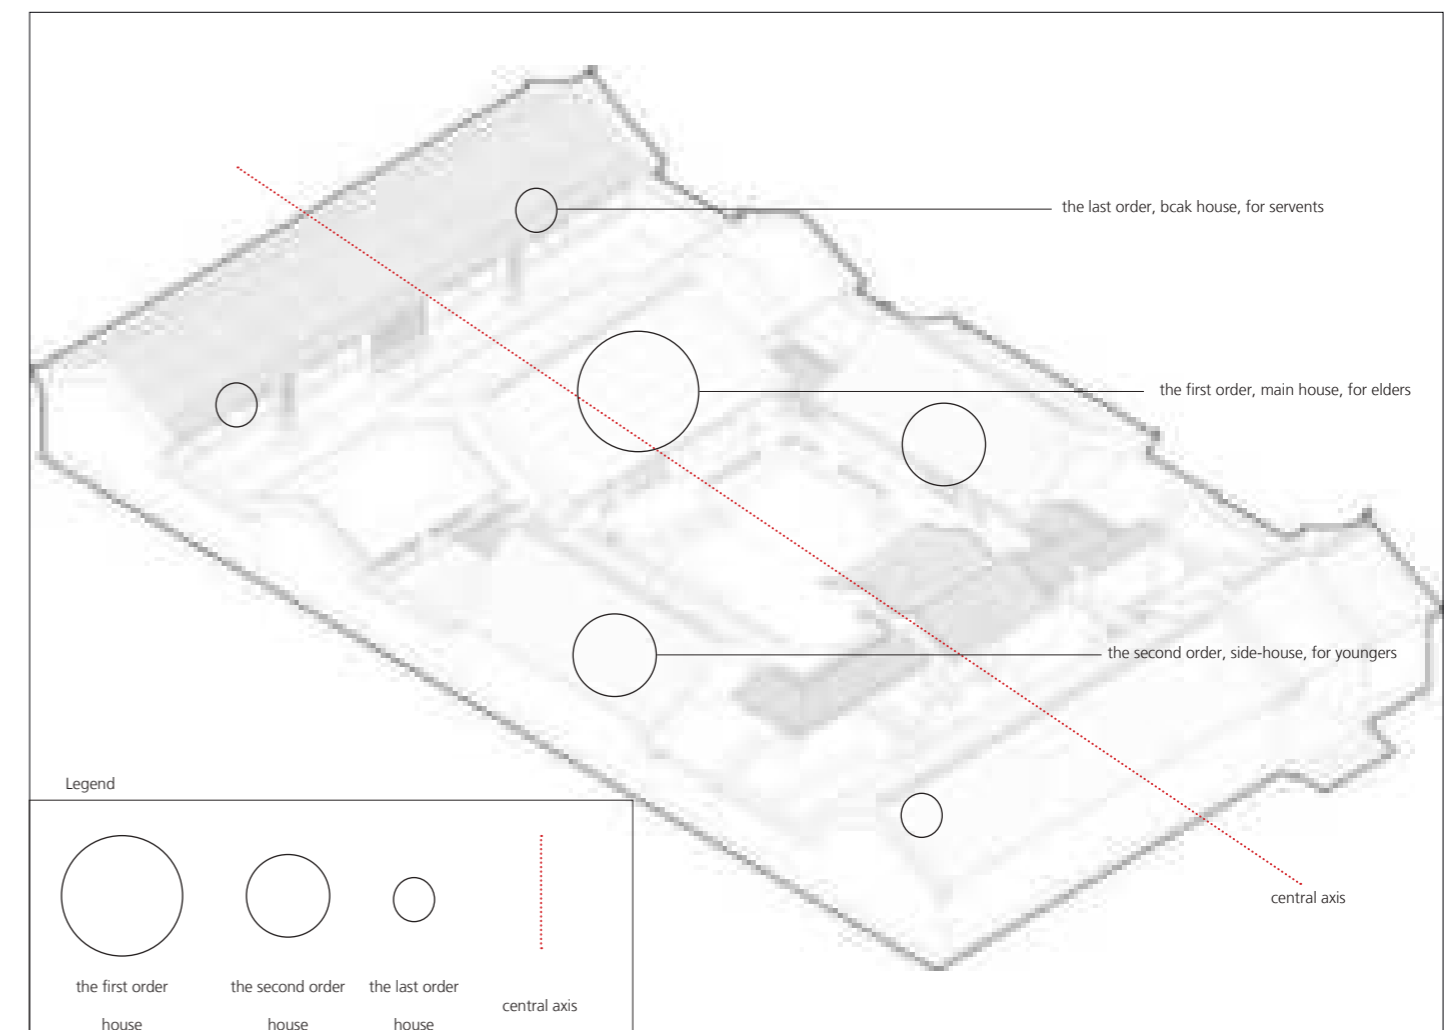 the last order, bcak house, for servents
the first order, main house, for elders
the second order, side-house, for youngers
central axis
Legend
the first order
house
the second order
house
the last order
house
central axis